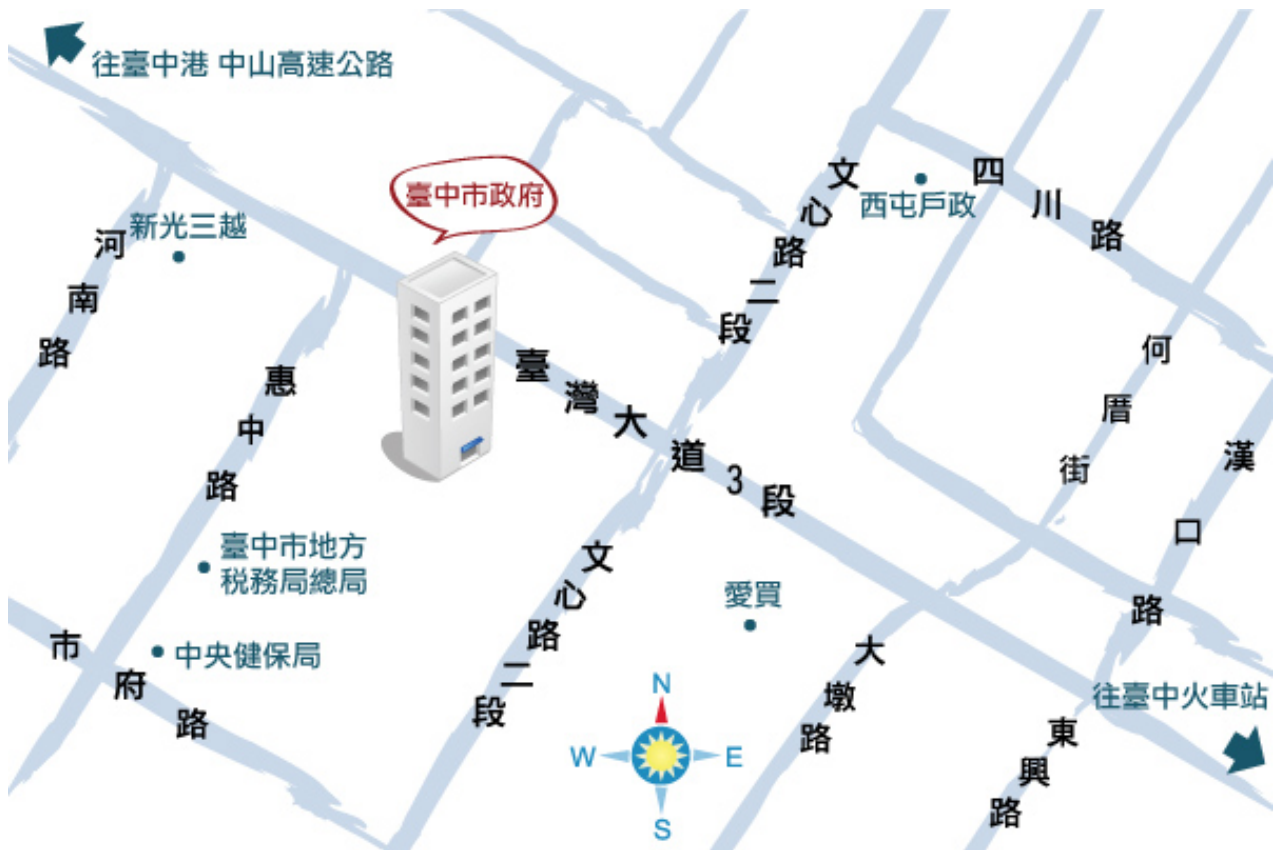 往臺中港 中山高速公路
臺中市政府
新光三越
河南路
惠中路
臺灣大道3段
文心路二段
西屯戶政
四川路
何厝街
漢口路
臺中市地方
稅務局總局
中央健保局
市府路
文心路二段
愛買
大墩路
東興路
往臺中火車站
N
W
E
S